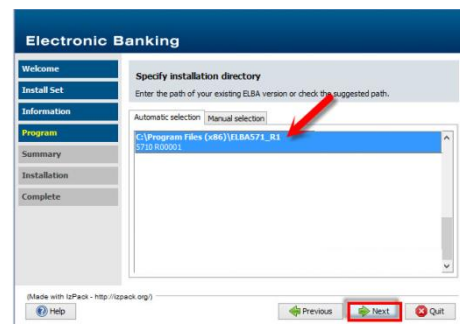 Electronic Banking
Welcome
Install Set
Information
Program
Summary
Installation
Complete
Specify installation directory
Enter the path of your existing ELBA version or check the suggested path.
Automatic selection Manual selection
C:\Program Files (x86)\ELBA571_R1
5710 R00001
(Made with IzPack - http://izpack.org/)
Help Previous Next Quit